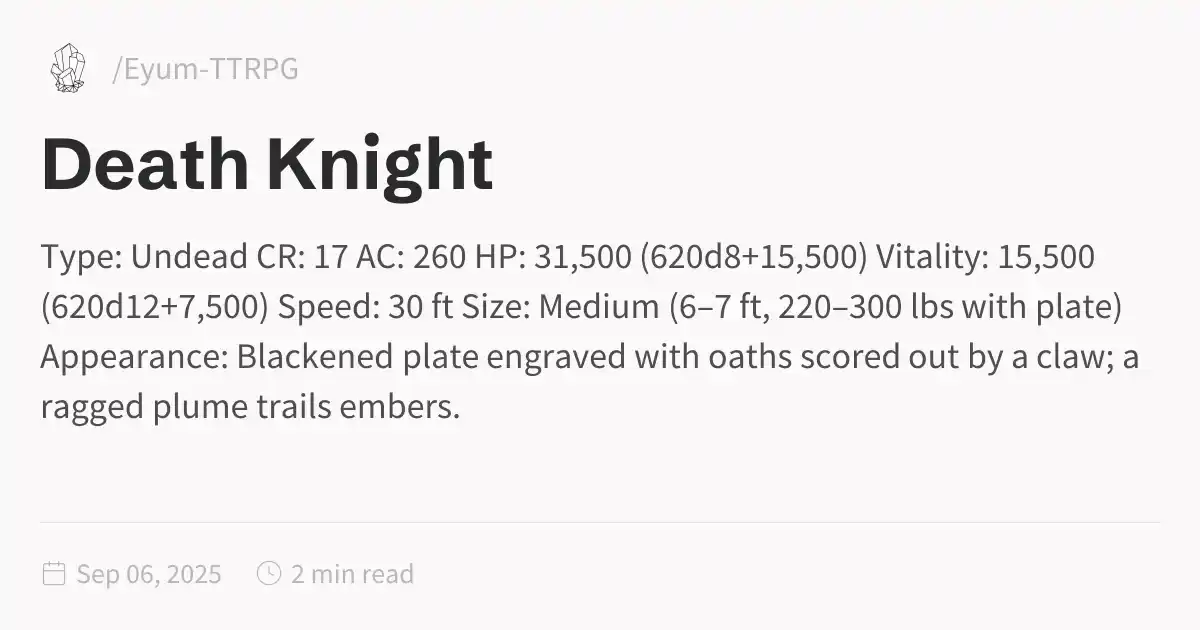 /Eyum-TTRPG
Death Knight
Type: Undead CR: 17 AC: 260 HP: 31,500 (620d8+15,500) Vitality: 15,500
(620d12+7,500) Speed: 30 ft Size: Medium (6–7 ft, 220–300 lbs with plate)
Appearance: Blackened plate engraved with oaths scored out by a claw; a
ragged plume trails embers.
Sep 06, 2025 2 min read